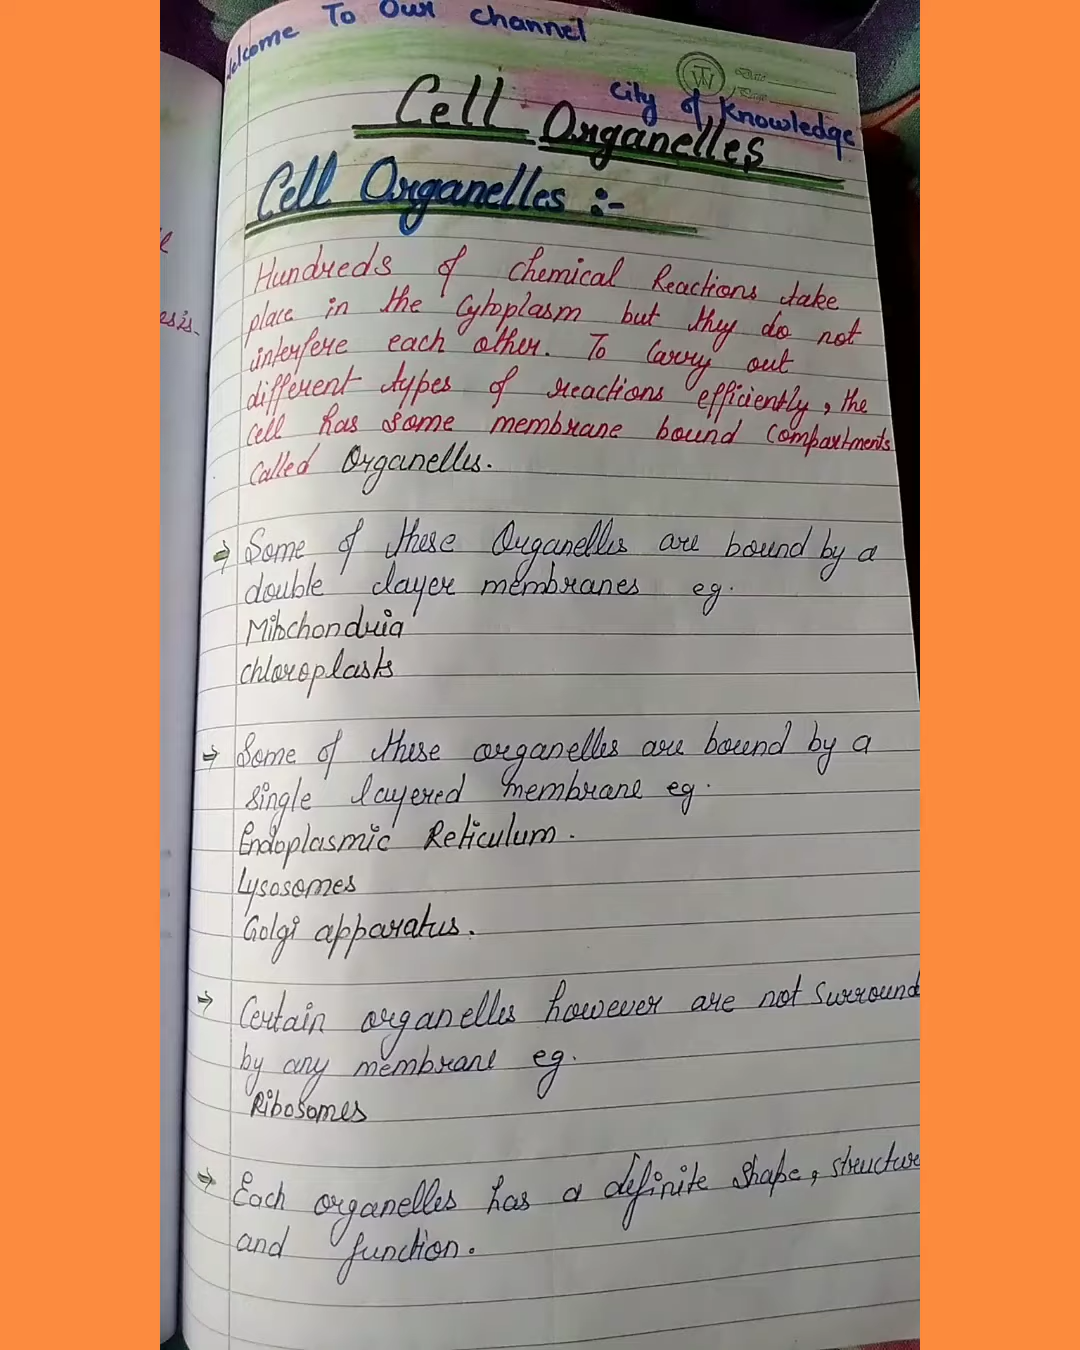 Welcome To Our channel
City of Knowledge
Cell Organelles
Cell Organelles :-
Hundreds of chemical Reactions take
place in the Cytoplasm but they do not
interfere each other. To Carry out
different types of reactions efficiently, the
cell has some membrane bound Compartments
Called Organelles.
⇒ Some of these Organelles are bound by a
double layer membranes eg.
Mitochondria
chloroplasts
⇒ Some of these organelles are bound by a
single layered membrane eg.
Endoplasmic Reticulum.
Lysosomes
Golgi apparatus.
⇒ Certain organelles however are not Surround
by any membrane eg.
Ribosomes
⇒ Each organelles has a definite shape, structure
and function.